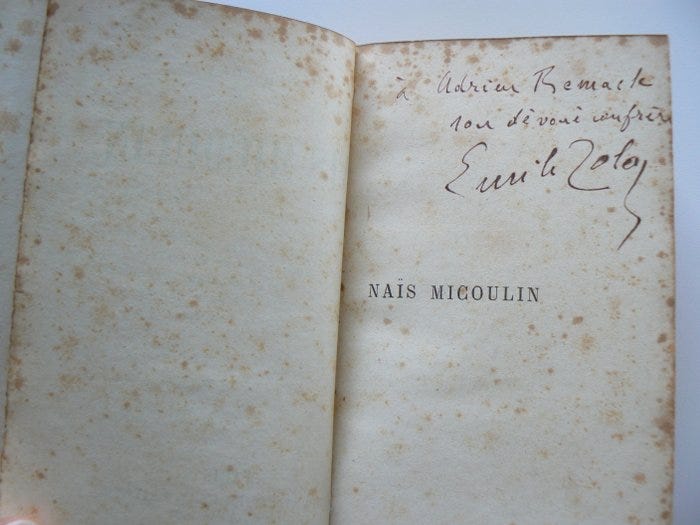 à Adrien Remacle
son dévoué confrère
Emile Zola
NAÏS MICOULIN